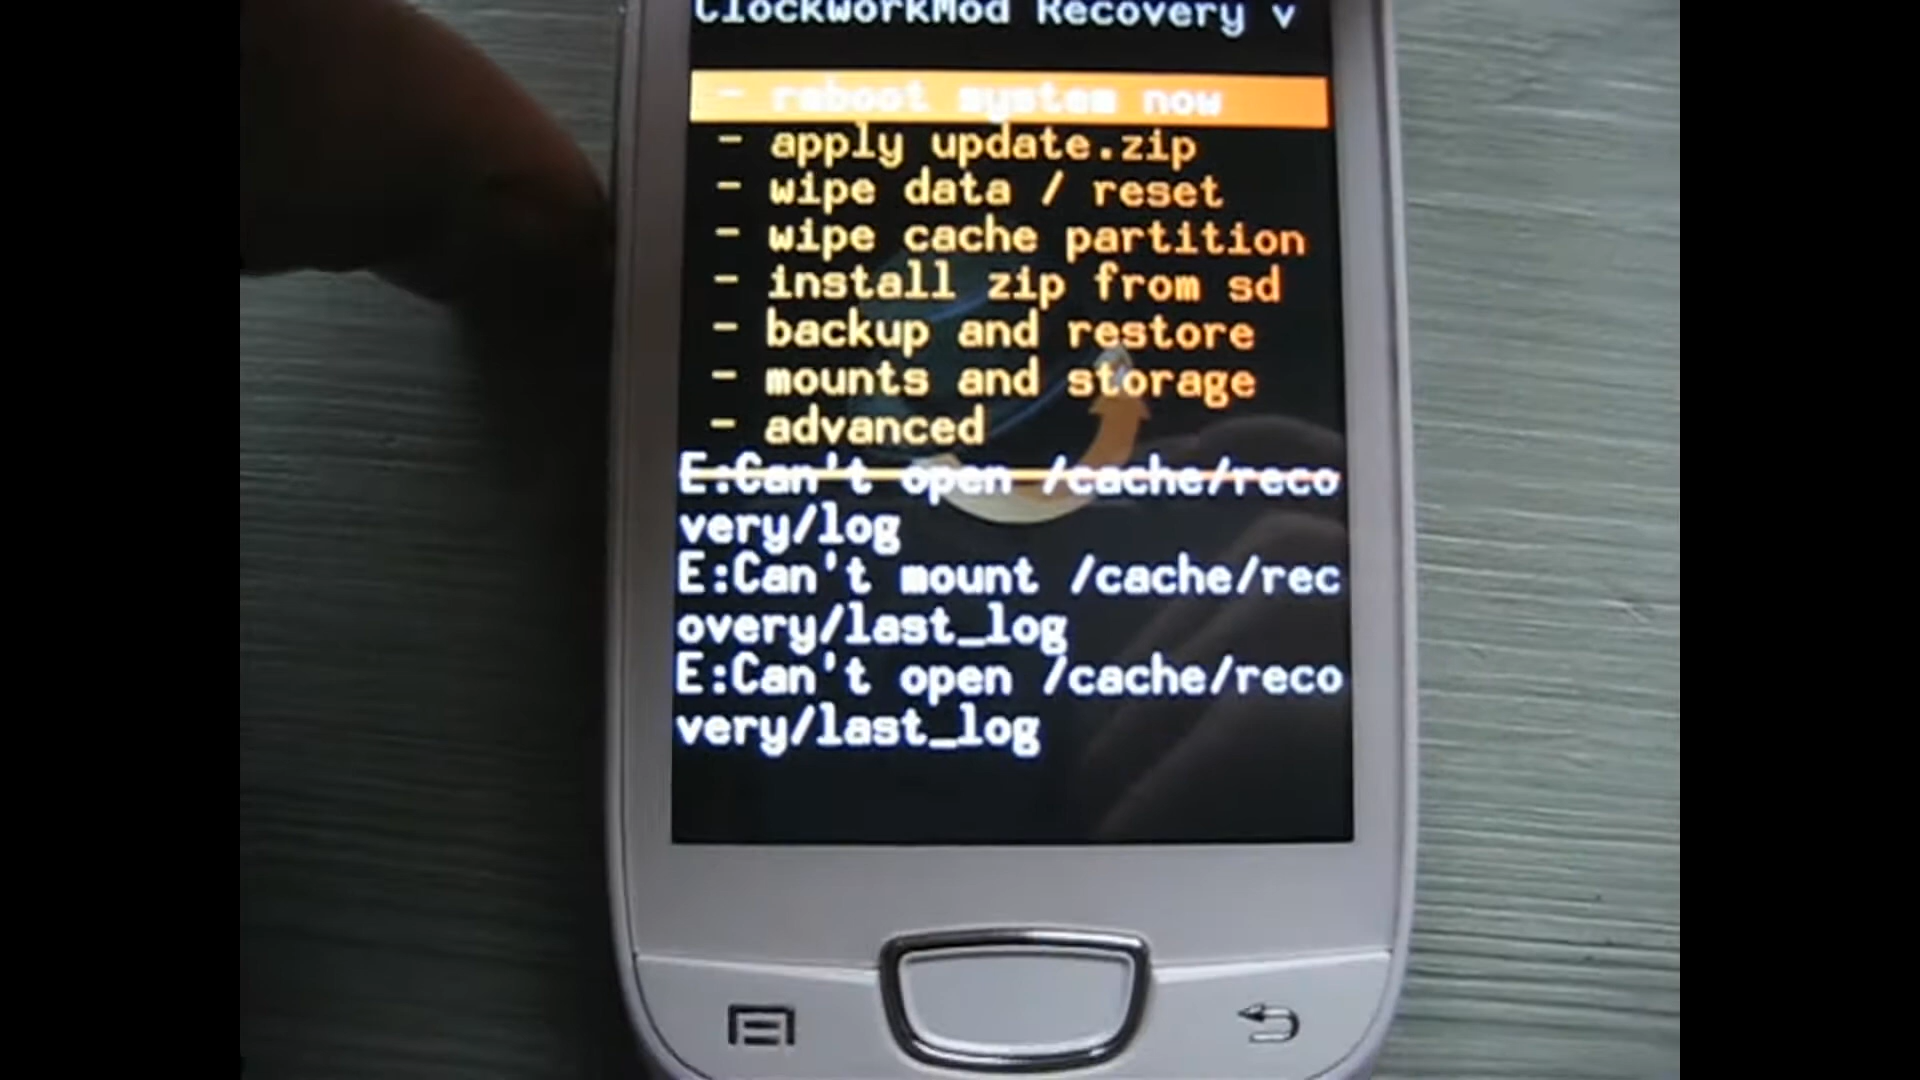 ClockworkMod Recovery v
- reboot system now
- apply update.zip
- wipe data / reset
- wipe cache partition
- install zip from sd
- backup and restore
- mounts and storage
- advanced
E:Can't open /cache/reco
very/log
E:Can't mount /cache/rec
overy/last_log
E:Can't open /cache/reco
very/last_log